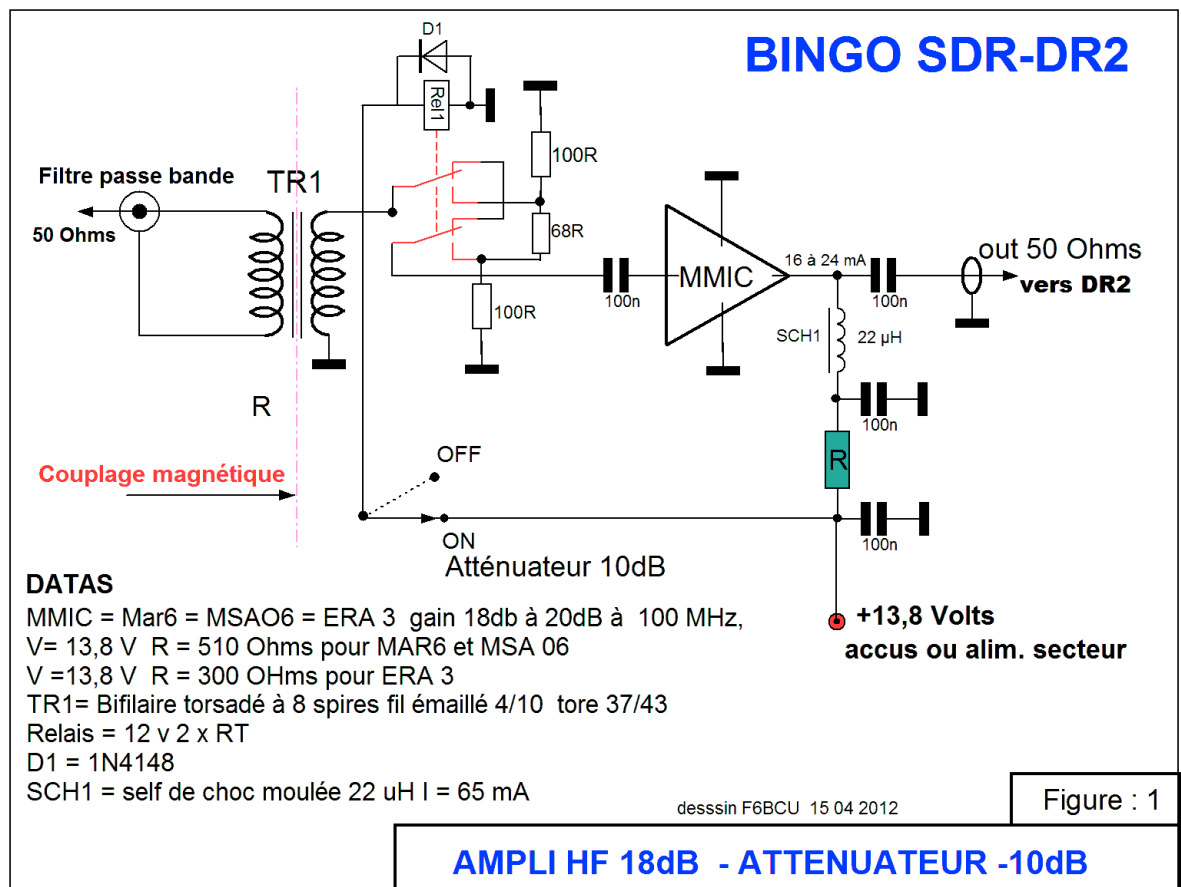 BINGO SDR-DR2
D1
Rel1
100R
Filtre passe bande
TR1
50 Ohms
68R
100R
100n
MMIC
16 à 24 mA
100n
out 50 Ohms
vers DR2
SCH1
22 µH
R
100n
R
Couplage magnétique
OFF
ON
100n
Atténuateur 10dB
+13,8 Volts
accus ou alim. secteur
DATAS
MMIC = Mar6 = MSAO6 = ERA 3 gain 18db à 20dB à 100 MHz,
V= 13,8 V R = 510 Ohms pour MAR6 et MSA 06
V =13,8 V R = 300 OHms pour ERA 3
TR1= Bifilaire torsadé à 8 spires fil émaillé 4/10 tore 37/43
Relais = 12 v 2 x RT
D1 = 1N4148
SCH1 = self de choc moulée 22 uH I = 65 mA
desssin F6BCU 15 04 2012
Figure : 1
AMPLI HF 18dB - ATTENUATEUR -10dB